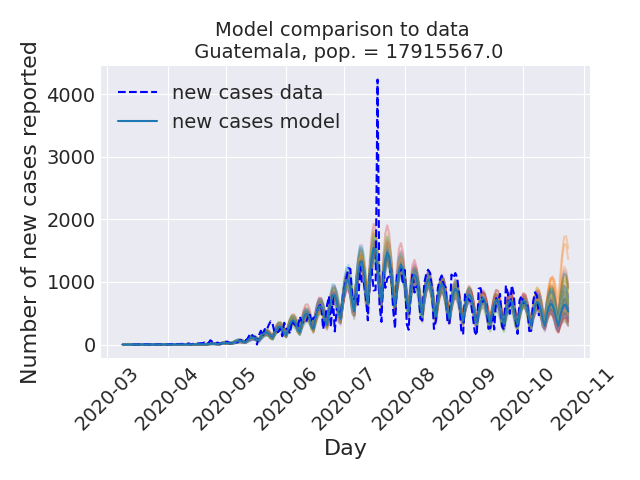 Model comparison to data
Guatemala, pop. = 17915567.0
Number of new cases reported
4000
3000
2000
1000
0
new cases data
new cases model
2020-03
2020-04
2020-05
2020-06
2020-07
2020-08
2020-09
2020-10
2020-11
Day